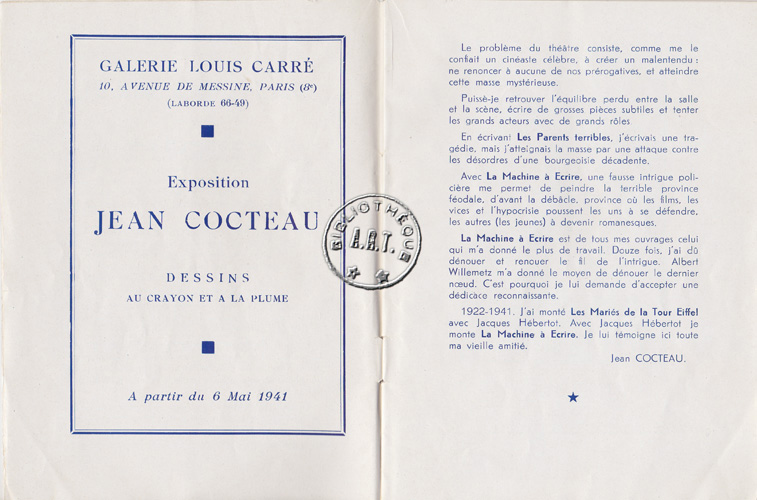 GALERIE LOUIS CARRÉ
10, AVENUE DE MESSINE, PARIS (8e)
(LABORDE 66-49)
Exposition
JEAN COCTEAU
DESSINS
AU CRAYON ET A LA PLUME
A partir du 6 Mai 1941
BIBLIOTHÈQUE
A.R.T.
Le problème du théâtre consiste, comme me le
confiait un cinéaste célèbre, à créer un malentendu :
ne renoncer à aucune de nos prérogatives, et atteindre
cette masse mystérieuse.
Puissé-je retrouver l'équilibre perdu entre la salle
et la scène, écrire de grosses pièces subtiles et tenter
les grands acteurs avec de grands rôles.
En écrivant Les Parents terribles, j'écrivais une tra-
gédie, mais j'atteignais la masse par une attaque contre
les désordres d'une bourgeoisie décadente.
Avec La Machine à Ecrire, une fausse intrigue poli-
cière me permet de peindre la terrible province
féodale, d'avant la débâcle, province où les films, les
vices et l'hypocrisie poussent les uns à se défendre,
les autres (les jeunes) à devenir romanesques.
La Machine à Ecrire est de tous mes ouvrages celui
qui m'a donné le plus de travail. Douze fois, j'ai dû
dénouer et renouer le fil de l'intrigue. Albert
Willemetz m'a donné le moyen de dénouer le dernier
nœud. C'est pourquoi je lui demande d'accepter une
dédicace reconnaissante.
1922-1941. J'ai monté Les Mariés de la Tour Eiffel
avec Jacques Hébertot. Avec Jacques Hébertot je
monte La Machine à Ecrire. Je lui témoigne ici toute
ma vieille amitié.
Jean COCTEAU.